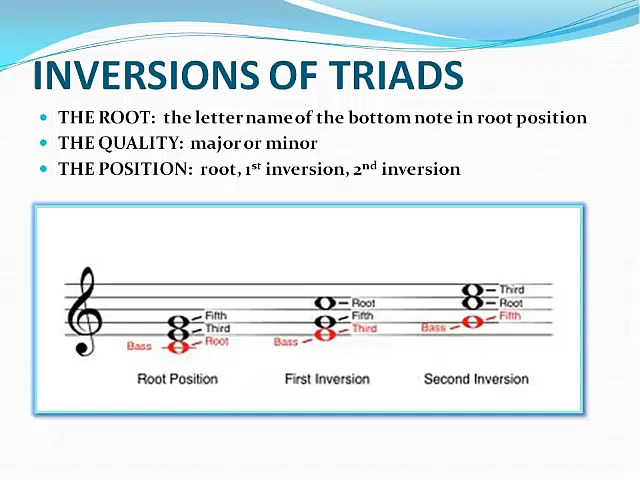 INVERSIONS OF TRIADS
THE ROOT: the letter name of the bottom note in root position
THE QUALITY: major or minor
THE POSITION: root, 1st inversion, 2nd inversion
Third
Root
Root
Fifth
Fifth
Fifth
Third
Bass
Third
Bass
Root
Bass
Root Position
First Inversion
Second Inversion